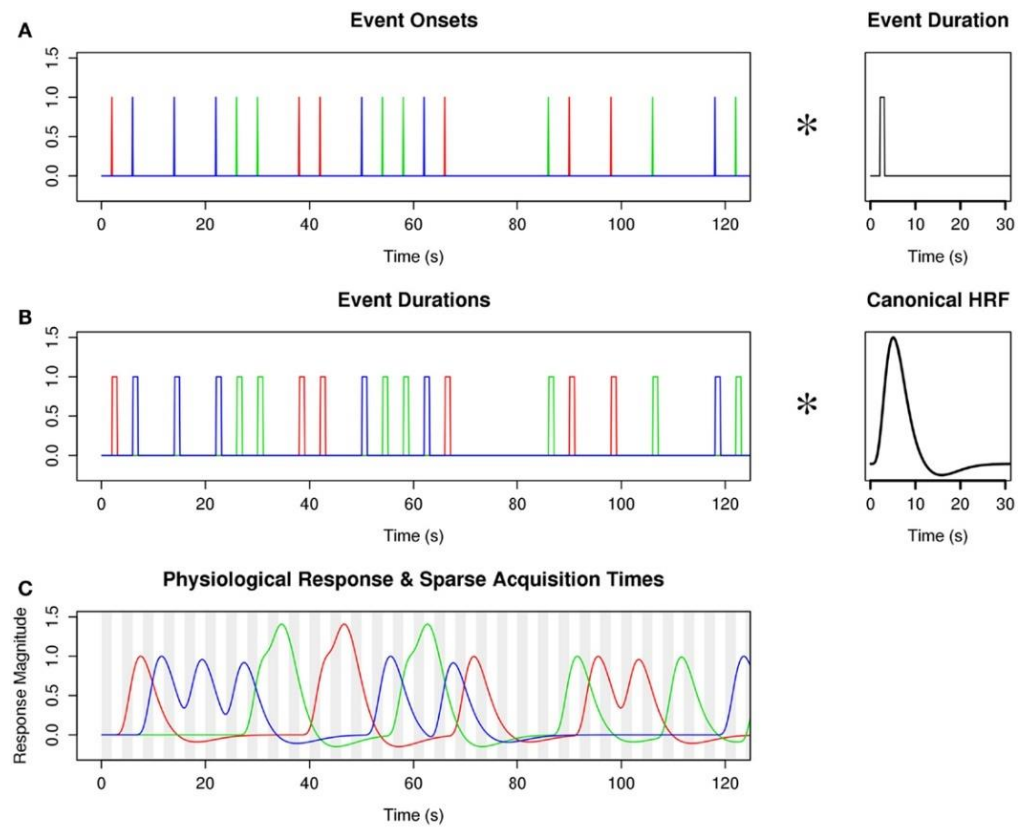 A
Event Onsets
Event Duration
1.5
1.0
0.5
0.0
*
0 20 40 60 80 100 120
0 10 20 30
Time (s)
Time (s)
B
Event Durations
Canonical HRF
1.5
1.0
0.5
0.0
*
0 20 40 60 80 100 120
0 10 20 30
Time (s)
Time (s)
C
Physiological Response & Sparse Acquisition Times
Response Magnitude
1.5
1.0
0.5
0.0
0 20 40 60 80 100 120
Time (s)